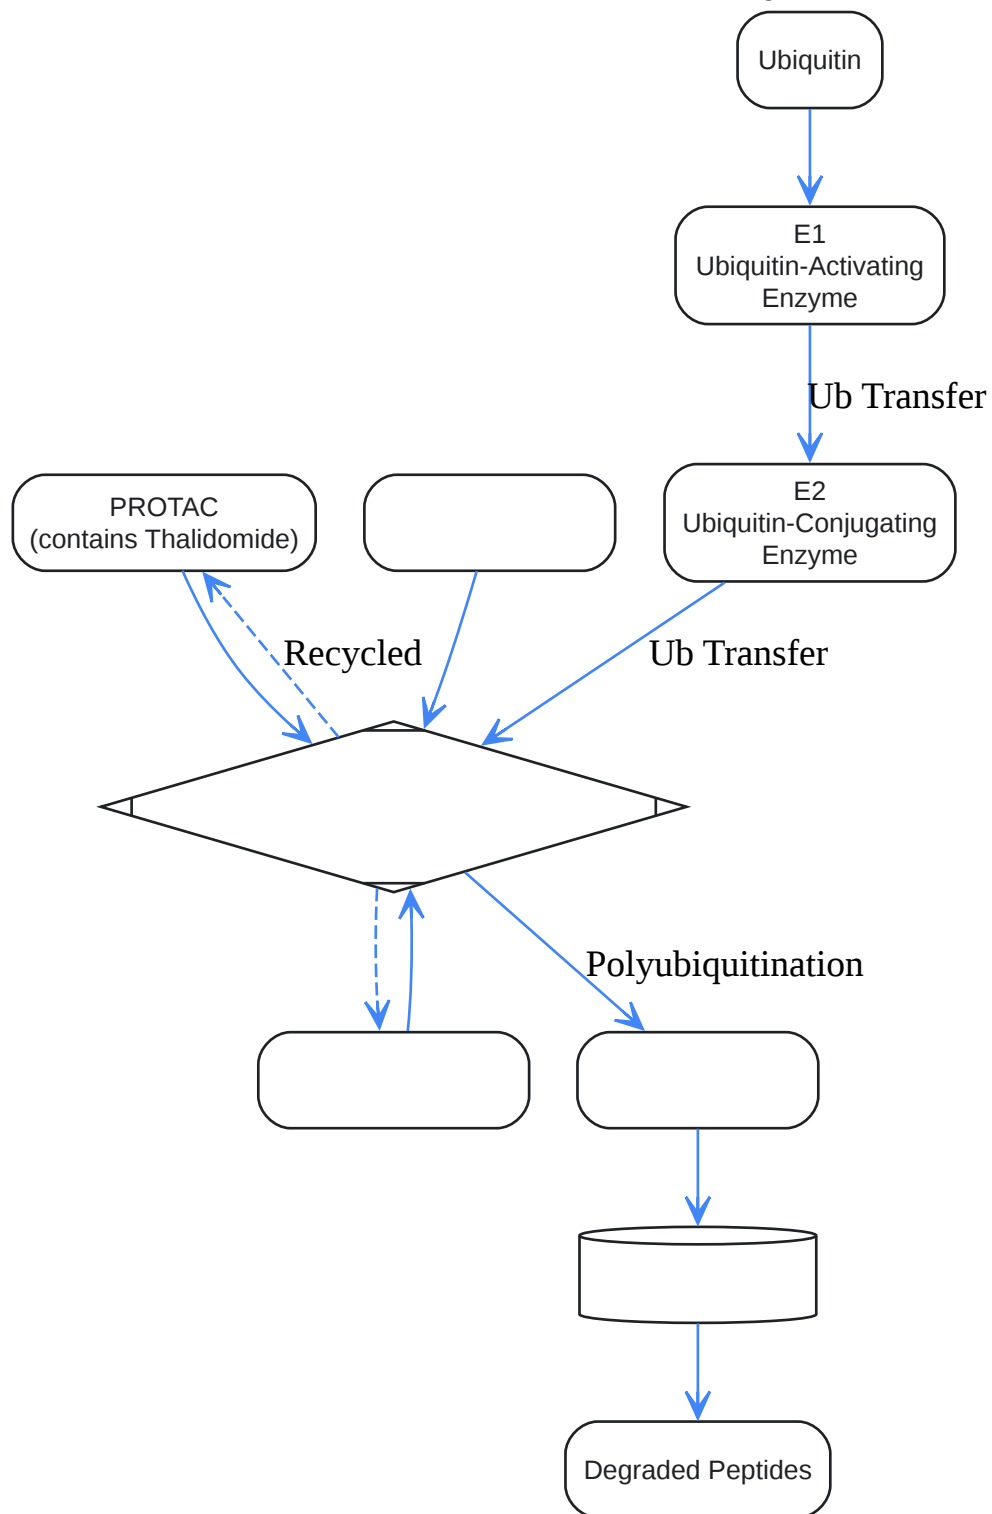 Ubiquitin
E1
Ubiquitin-Activating
Enzyme
Ub Transfer
PROTAC
(contains Thalidomide)
E2
Ubiquitin-Conjugating
Enzyme
Recycled
Ub Transfer
Polyubiquitination
Degraded Peptides